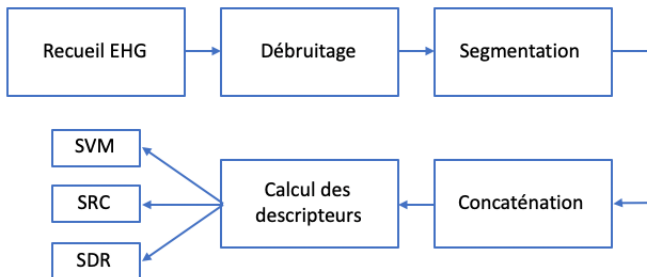 Recueil EHG
Débruitage
Segmentation
SVM
SRC
SDR
Calcul des
descripteurs
Concaténation